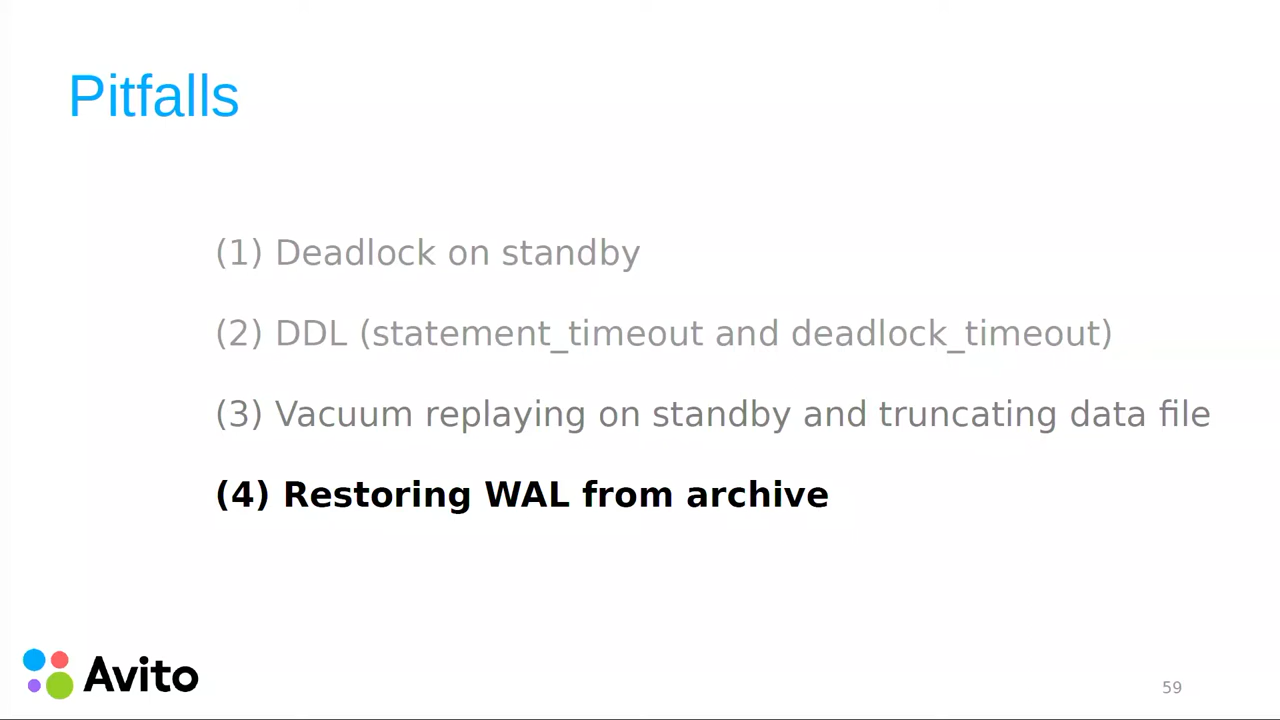 Pitfalls
(1) Deadlock on standby
(2) DDL (statement_timeout and deadlock_timeout)
(3) Vacuum replaying on standby and truncating data file
(4) Restoring WAL from archive
Avito
59